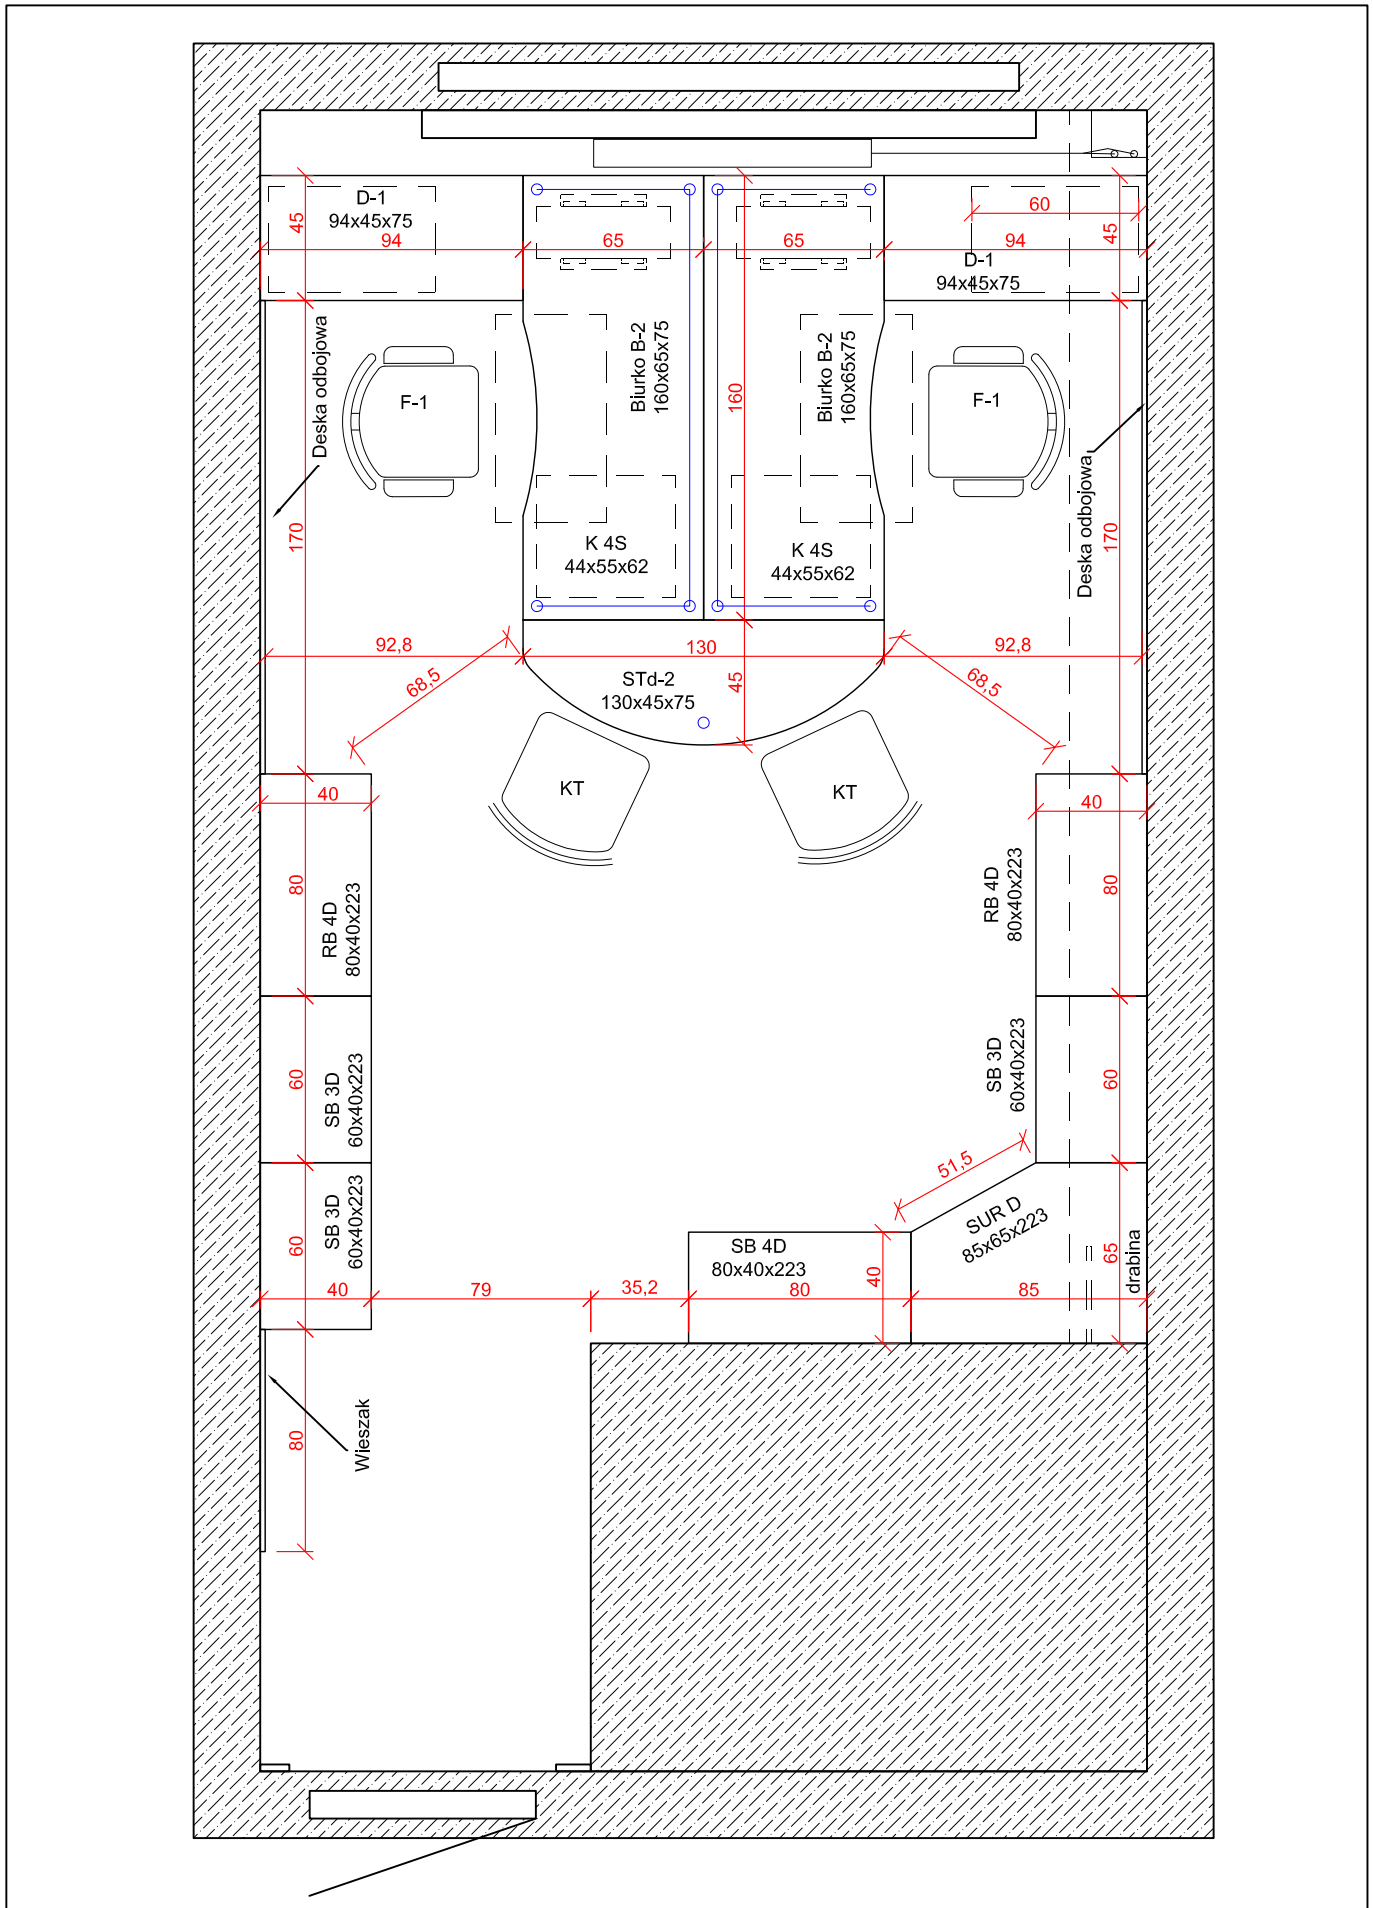 D-1
94x45x75
45
94
65
65
94
60
45
D-1
94x45x75
Deska odbojowa
F-1
Biurko B-2
160x65x75
160
Biurko B-2
160x65x75
F-1
Deska odbojowa
170
K 4S
44x55x62
K 4S
44x55x62
170
92,8
68,5
130
45
STd-2
130x45x75
92,8
68,5
KT
KT
40
40
80
RB 4D
80x40x223
RB 4D
80x40x223
80
60
SB 3D
60x40x223
SB 3D
60x40x223
60
60
SB 3D
60x40x223
51,5
SUR D
85x65x223
65
drabina
SB 4D
80x40x223
40
40
79
35,2
80
85
80
Wieszak